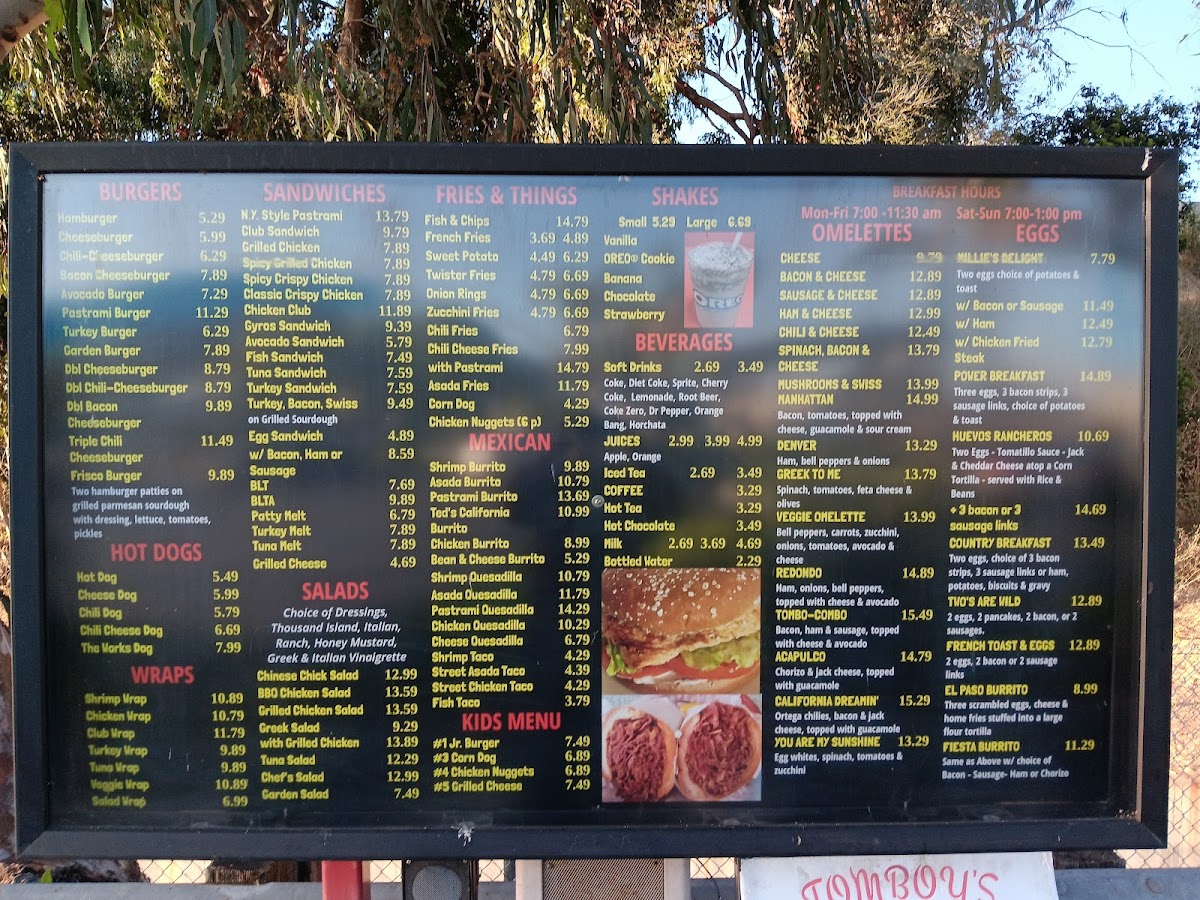 BURGERS
Hamburger 5.29
Cheeseburger 5.99
Chili-Cheeseburger 6.29
Bacon Cheeseburger 7.89
Avocado Burger 7.29
Pastrami Burger 11.29
Turkey Burger 6.29
Garden Burger 7.89
Dbl Cheeseburger 8.79
Dbl Chili-Cheeseburger 8.79
Dbl Bacon 9.89
Cheeseburger
Triple Chili 11.49
Cheeseburger
Frisco Burger 9.89
Two hamburger patties on
grilled parmesan sourdough
with dressing, lettuce, tomatoes,
pickles
HOT DOGS
Hot Dog 5.49
Cheese Dog 5.99
Chili Dog 5.79
Chili Cheese Dog 6.69
The Works Dog 7.99
WRAPS
Shrimp Wrap 10.89
Chicken Wrap 10.79
Club Wrap 11.79
Turkey Wrap 9.89
Tuna Wrap 9.89
Veggie Wrap 10.89
Salad Wrap 6.99
SANDWICHES
N.Y. Style Pastrami 13.79
Club Sandwich 9.79
Grilled Chicken 7.89
Spicy Grilled Chicken 7.89
Spicy Crispy Chicken 7.89
Classic Crispy Chicken 7.89
Chicken Club 11.89
Gyros Sandwich 9.39
Avocado Sandwich 5.79
Fish Sandwich 7.49
Tuna Sandwich 7.59
Turkey Sandwich 7.59
Turkey, Bacon, Swiss 9.49
on Grilled Sourdough
Egg Sandwich 4.89
w/ Bacon, Ham or 8.59
Sausage
BLT 7.69
BLTA 9.89
Patty Melt 6.79
Turkey Melt 7.89
Tuna Melt 7.89
Grilled Cheese 4.69
SALADS
Choice of Dressings,
Thousand Island, Italian,
Ranch, Honey Mustard,
Greek & Italian Vinaigrette
Chinese Chick Salad 12.99
BBQ Chicken Salad 13.59
Grilled Chicken Salad 13.59
Greek Salad 9.29
with Grilled Chicken 13.89
Tuna Salad 12.29
Chef's Salad 12.99
Garden Salad 7.49
FRIES & THINGS
Fish & Chips 14.79
French Fries 3.69 4.89
Sweet Potato 4.49 6.29
Twister Fries 4.79 6.69
Onion Rings 4.79 6.69
Zucchini Fries 4.79 6.69
Chili Fries 6.79
Chili Cheese Fries 7.99
with Pastrami 14.79
Asada Fries 11.79
Corn Dog 4.29
Chicken Nuggets (6 p) 5.29
MEXICAN
Shrimp Burrito 9.89
Asada Burrito 10.79
Pastrami Burrito 13.69
Ted's California 10.99
Burrito
Chicken Burrito 8.99
Bean & Cheese Burrito 5.29
Shrimp Quesadilla 10.79
Asada Quesadilla 11.79
Pastrami Quesadilla 14.29
Chicken Quesadilla 10.29
Cheese Quesadilla 6.79
Shrimp Taco 4.29
Street Asada Taco 4.39
Street Chicken Taco 4.29
Fish Taco 3.79
KIDS MENU
#1 Jr. Burger 7.49
#3 Corn Dog 6.89
#4 Chicken Nuggets 6.89
#5 Grilled Cheese 7.49
SHAKES
Small 5.29 Large 6.69
Vanilla
OREO® Cookie
Banana
Chocolate
Strawberry
OREO
BEVERAGES
Soft Drinks 2.69 3.49
Coke, Diet Coke, Sprite, Cherry
Coke, Lemonade, Root Beer,
Coke Zero, Dr Pepper, Orange
Bang, Horchata
JUICES 2.99 3.99 4.99
Apple, Orange
Iced Tea 2.69 3.49
COFFEE 3.29
Hot Tea 3.29
Hot Chocolate 3.49
Milk 2.69 3.69 4.69
Bottled Water 2.29
BREAKFAST HOURS
Mon-Fri 7:00 -11:30 am Sat-Sun 7:00-1:00 pm
OMELETTES
CHEESE 9.79
BACON & CHEESE 12.89
SAUSAGE & CHEESE 12.89
HAM & CHEESE 12.99
CHILI & CHEESE 12.49
SPINACH, BACON & 13.79
CHEESE
MUSHROOMS & SWISS 13.99
MANHATTAN 14.99
Bacon, tomatoes, topped with
cheese, guacamole & sour cream
DENVER 13.29
Ham, bell peppers & onions
GREEK TO ME 13.79
Spinach, tomatoes, feta cheese &
olives
VEGGIE OMELETTE 13.99
Bell peppers, carrots, zucchini,
onions, tomatoes, avocado &
cheese
REDONDO 14.89
Ham, onions, bell peppers,
topped with cheese & avocado
TOMBO-COMBO 15.49
Bacon, ham & sausage, topped
with cheese & avocado
ACAPULCO 14.79
Chorizo & jack cheese, topped
with guacamole
CALIFORNIA DREAMIN' 15.29
Ortega chilies, bacon & jack
cheese, topped with guacamole
YOU ARE MY SUNSHINE 13.29
Egg whites, spinach, tomatoes &
zucchini
EGGS
MILLIE'S DELIGHT 7.79
Two eggs choice of potatoes &
toast
w/ Bacon or Sausage 11.49
w/ Ham 12.49
w/ Chicken Fried 12.79
Steak
POWER BREAKFAST 14.89
Three eggs, 3 bacon strips, 3
sausage links, choice of potatoes
& toast
HUEVOS RANCHEROS 10.69
Two Eggs - Tomatillo Sauce - Jack
& Cheddar Cheese atop a Corn
Tortilla - served with Rice &
Beans
+ 3 bacon or 3 14.69
sausage links
COUNTRY BREAKFAST 13.49
Two eggs, choice of 3 bacon
strips, 3 sausage links or ham,
potatoes, biscuits & gravy
TWO'S ARE WILD 12.89
2 eggs, 2 pancakes, 2 bacon, or 2
sausages.
FRENCH TOAST & EGGS 12.89
2 eggs, 2 bacon or 2 sausage
links
EL PASO BURRITO 8.99
Three scrambled eggs, cheese &
home fries stuffed into a large
flour tortilla
FIESTA BURRITO 11.29
Same as Above w/ choice of
Bacon - Sausage- Ham or Chorizo
TOMBOY'S